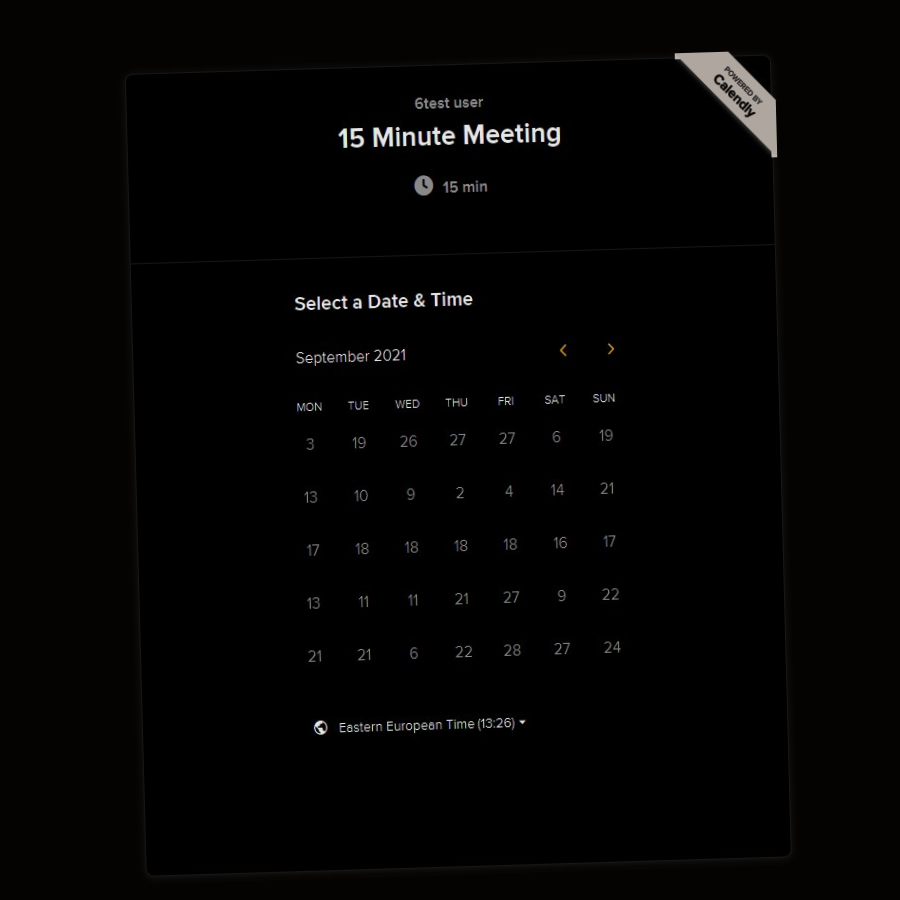 6test user
15 Minute Meeting
15 min
POWERED BY
Calendly
Select a Date & Time
September 2021
MON TUE WED THU FRI SAT SUN
3 19 26 27 27 6 19
13 10 9 2 4 14 21
17 18 18 18 18 16 17
13 11 11 21 27 9 22
21 21 6 22 28 27 24
Eastern European Time (13:26)